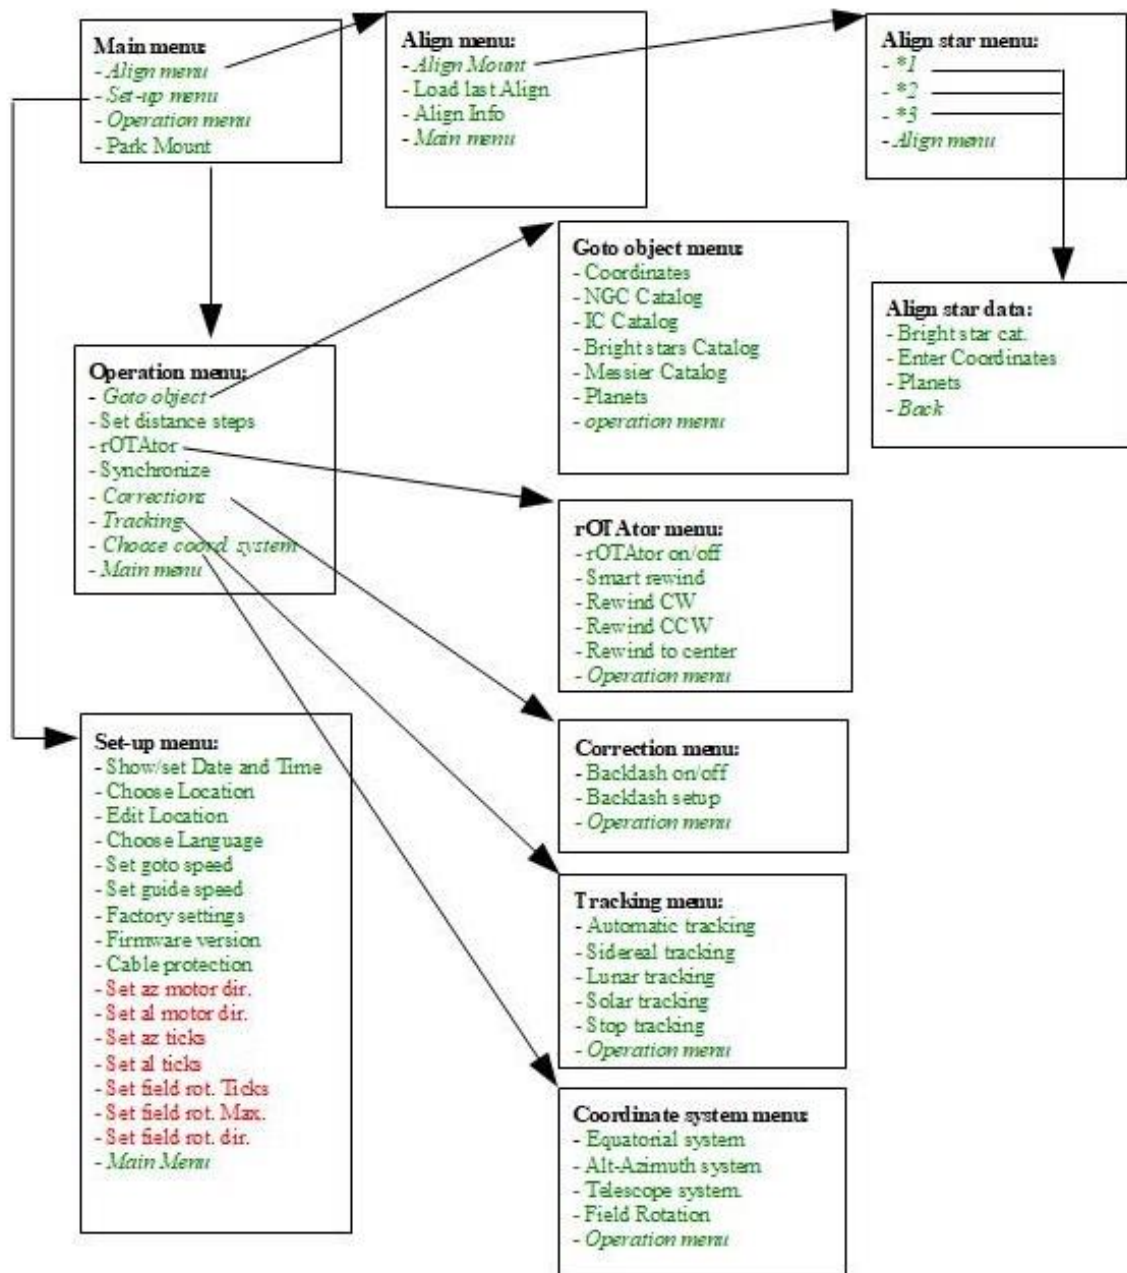 Main menu:
- Align menu
- Set-up menu
- Operation menu
- Park Mount
Align menu:
- Align Mount
- Load last Align
- Align Info
- Main menu
Align star menu:
- *1
- *2
- *3
- Align menu
Goto object menu:
- Coordinates
- NGC Catalog
- IC Catalog
- Bright stars Catalog
- Messier Catalog
- Planets
- operation menu
Align star data:
- Bright star cat.
- Enter Coordinates
- Planets
- Back
Operation menu:
- Goto object
- Set distance steps
- rOTAtor
- Synchronize
- Corrections
- Tracking
- Choose coord system
- Main menu
rOTAtor menu:
- rOTAtor on/off
- Smart rewind
- Rewind CW
- Rewind CCW
- Rewind to center
- Operation menu
Set-up menu:
- Show/set Date and Time
- Choose Location
- Edit Location
- Choose Language
- Set goto speed
- Set guide speed
- Factory settings
- Firmware version
- Cable protection
- Set az motor dir.
- Set al motor dir.
- Set az ticks
- Set al ticks
- Set field rot. Ticks
- Set field rot. Max.
- Set field rot. dir.
- Main Menu
Correction menu:
- Backlash on/off
- Backlash setup
- Operation menu
Tracking menu:
- Automatic tracking
- Sidereal tracking
- Lunar tracking
- Solar tracking
- Stop tracking
- Operation menu
Coordinate system menu:
- Equatorial system
- Alt-Azimuth system
- Telescope system.
- Field Rotation
- Operation menu